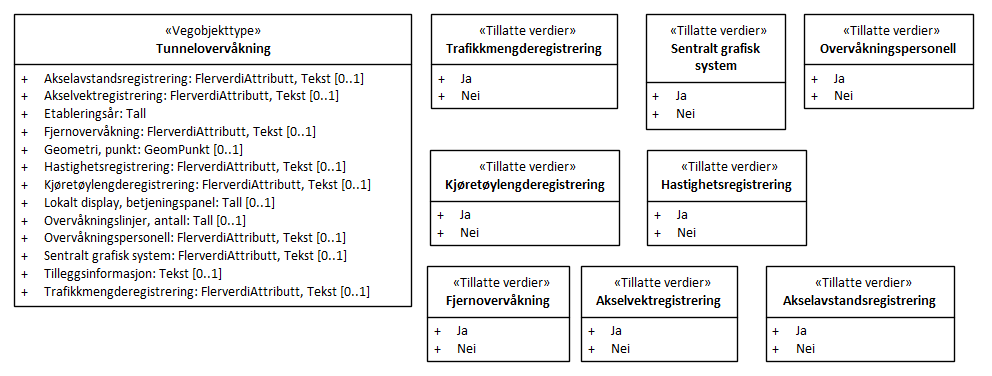 «Vegobjekttype»
Tunnelovervåkning
+ Akselavstandsregistrering: FlerverdiAttributt, Tekst [0..1]
+ Akselvektregistrering: FlerverdiAttributt, Tekst [0..1]
+ Etableringsår: Tall
+ Fjernovervåkning: FlerverdiAttributt, Tekst [0..1]
+ Geometri, punkt: GeomPunkt [0..1]
+ Hastighetsregistrering: FlerverdiAttributt, Tekst [0..1]
+ Kjøretøylengderegistrering: FlerverdiAttributt, Tekst [0..1]
+ Lokalt display, betjeningspanel: Tall [0..1]
+ Overvåkningslinjer, antall: Tall [0..1]
+ Overvåkningspersonell: FlerverdiAttributt, Tekst [0..1]
+ Sentralt grafisk system: FlerverdiAttributt, Tekst [0..1]
+ Tilleggsinformasjon: Tekst [0..1]
+ Trafikkmengderegistrering: FlerverdiAttributt, Tekst [0..1]
«Tillatte verdier»
Trafikkmengderegistrering
+ Ja
+ Nei
«Tillatte verdier»
Sentralt grafisk
system
+ Ja
+ Nei
«Tillatte verdier»
Overvåkningspersonell
+ Ja
+ Nei
«Tillatte verdier»
Kjøretøylengderegistrering
+ Ja
+ Nei
«Tillatte verdier»
Hastighetsregistrering
+ Ja
+ Nei
«Tillatte verdier»
Fjernovervåkning
+ Ja
+ Nei
«Tillatte verdier»
Akselvektregistrering
+ Ja
+ Nei
«Tillatte verdier»
Akselavstandsregistrering
+ Ja
+ Nei